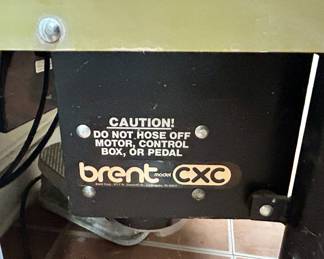 CAUTION!
DO NOT HOSE OFF
MOTOR, CONTROL
BOX, OR PEDAL
brent model CXC